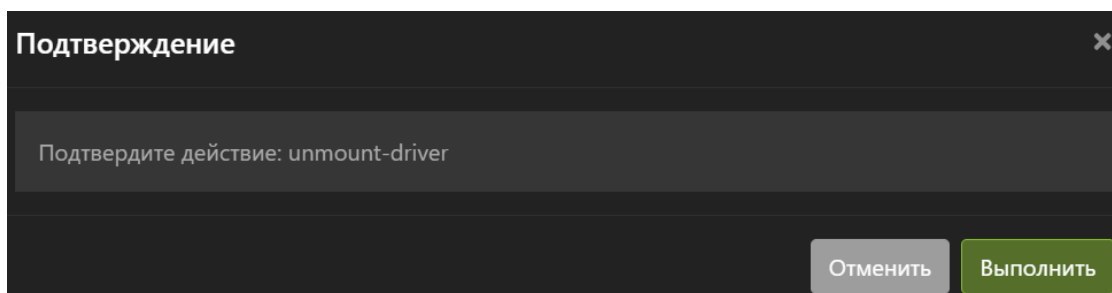 Подтверждение
Подтвердите действие: unmount-driver
Отменить
Выполнить